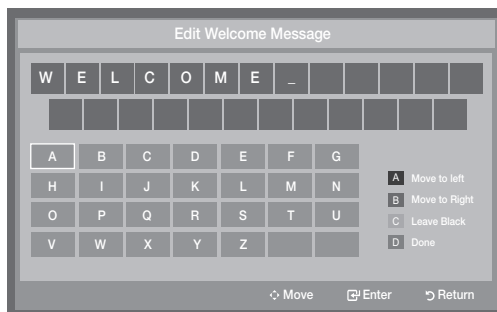 Edit Welcome Message
W E L C O M E _
A B C D E F G
H I J K L M N
O P Q R S T U
V W X Y Z
A Move to left
B Move to Right
C Leave Black
D Done
Move Enter Return